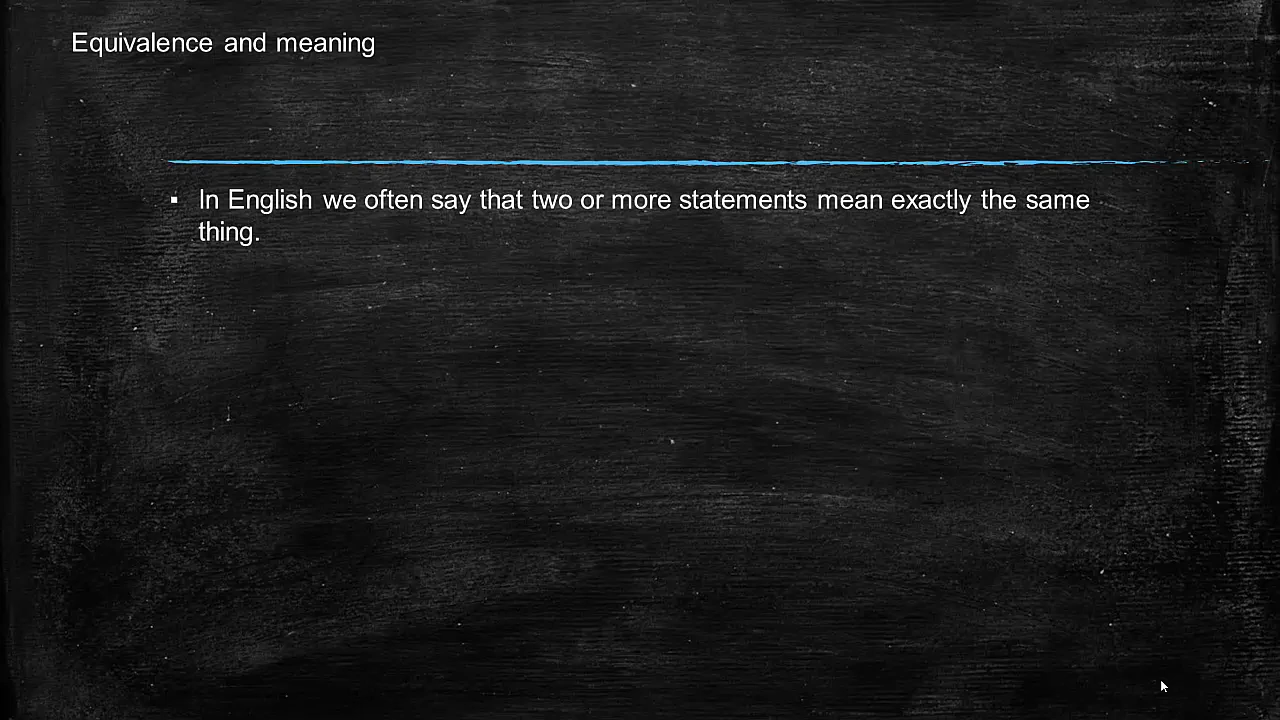 Equivalence and meaning
▪ In English we often say that two or more statements mean exactly the same
thing.